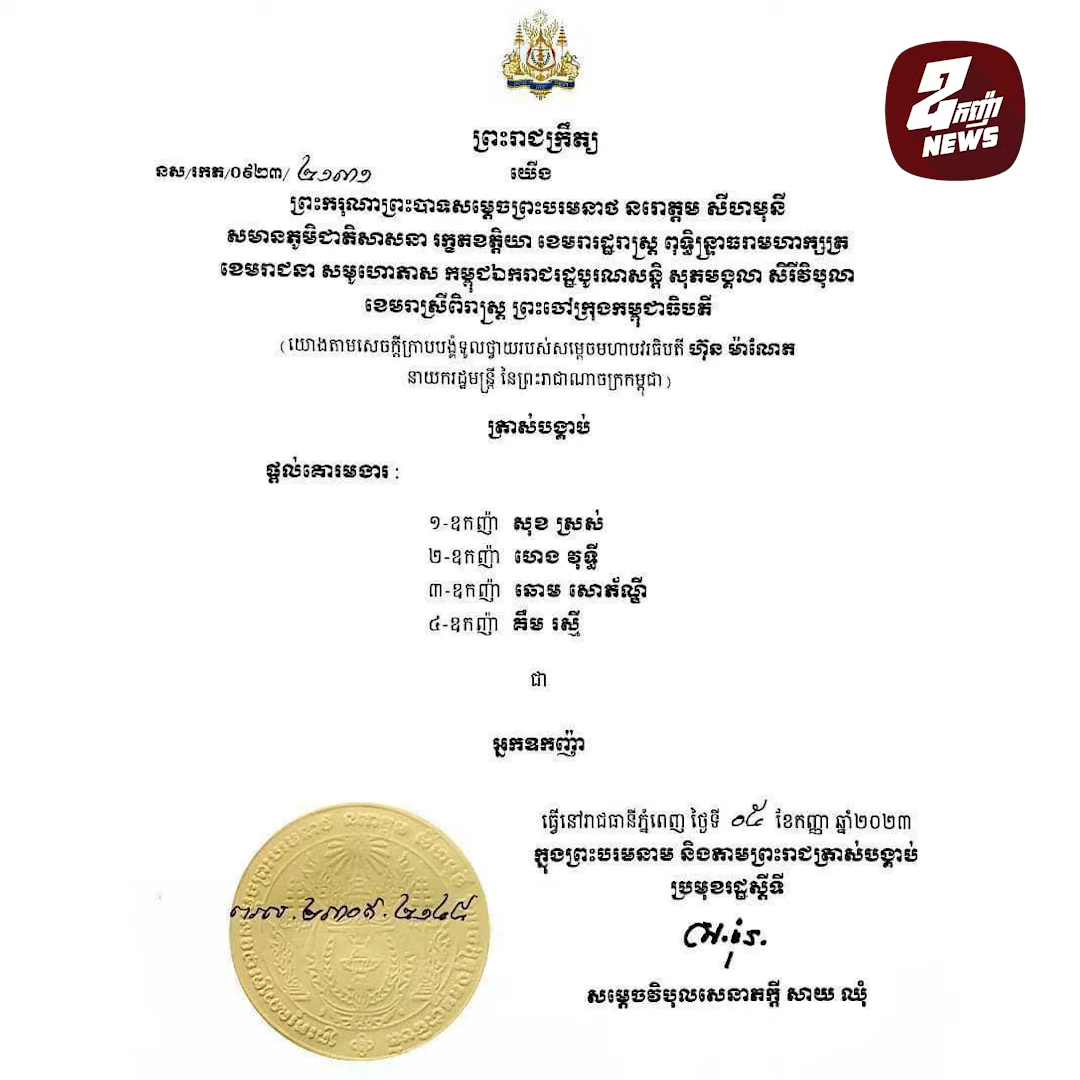 ឧកញ៉ា
NEWS
ព្រះរាជក្រឹត្យ
នស/រកត/០៩២៣/ ២១៣១
យើង
ព្រះករុណាព្រះបាទសម្តេចព្រះបរមនាថ នរោត្តម សីហមុនី
សមានភូមិជាតិសាសនា រក្ខតខត្តិយា ខេមរារដ្ឋរាស្ត្រ ពុទ្ធិន្ទ្រាធរាមហាក្សត្រ
ខេមរាជនា សមូហោភាស កម្ពុជឯករាជរដ្ឋបូរណសន្តិ សុភមង្គលា សិរីវិបុលា
ខេមរាស្រីពិរាស្ត្រ ព្រះចៅក្រុងកម្ពុជាធិបតី
(យោងតាមសេចក្តីក្រាបបង្គំទូលថ្វាយរបស់សម្តេចមហាបវរធិបតី ហ៊ុន ម៉ាណែត
នាយករដ្ឋមន្ត្រី នៃព្រះរាជាណាចក្រកម្ពុជា)
ត្រាស់បង្គាប់
ផ្តល់គោរមងារ :
១-ឧកញ៉ា សុខ ស្រស់
២-ឧកញ៉ា ហេង វុទ្ធី
៣-ឧកញ៉ា ឆោម សោភ័ណ្ឌី
៤-ឧកញ៉ា គឹម រស្មី
ជា
អ្នកឧកញ៉ា
ធ្វើនៅរាជធានីភ្នំពេញ ថ្ងៃទី ០៥ ខែកញ្ញា ឆ្នាំ២០២៣
ក្នុងព្រះបរមនាម និងតាមព្រះរាជត្រាស់បង្គាប់
ប្រមុខរដ្ឋស្តីទី
ពរល.២៣០៩.២១៤៥
សម្តេចវិបុលសេនាភក្តី សាយ ឈុំ